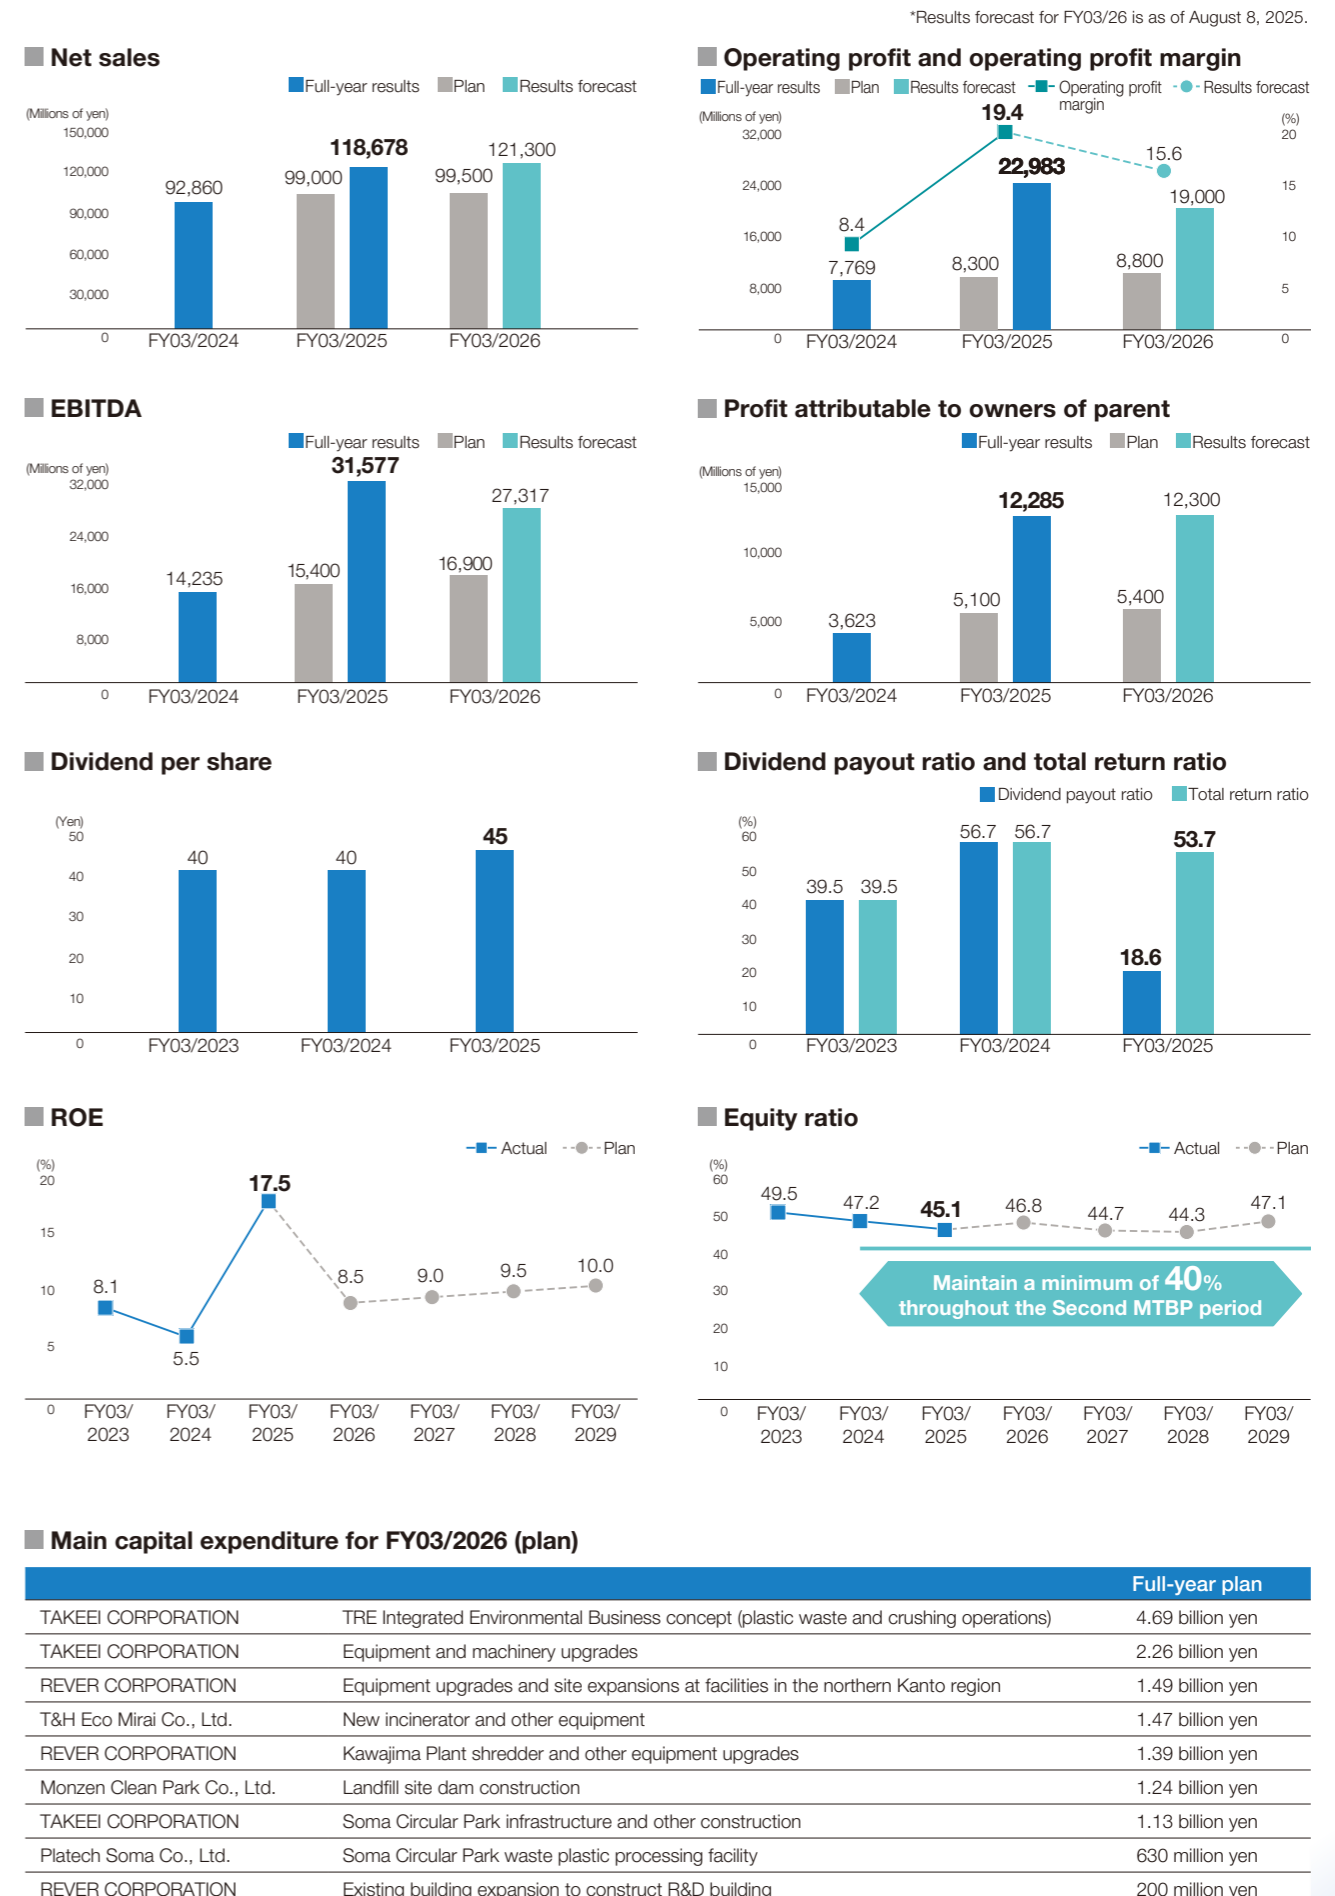 *Results forecast for FY03/26 is as of August 8, 2025.
Net sales
Full-year results Plan Results forecast
(Millions of yen)
150,000
120,000
90,000
60,000
30,000
0
92,860
99,000
118,678
99,500
121,300
FY03/2024 FY03/2025 FY03/2026
Operating profit and operating profit margin
Full-year results Plan Results forecast Operating profit margin Results forecast
(Millions of yen)
32,000
24,000
16,000
8,000
0
(%)
20
15
10
5
0
8.4
19.4
15.6
7,769
8,300
22,983
8,800
19,000
FY03/2024 FY03/2025 FY03/2026
EBITDA
Full-year results Plan Results forecast
(Millions of yen)
32,000
24,000
16,000
8,000
0
14,235
15,400
31,577
16,900
27,317
FY03/2024 FY03/2025 FY03/2026
Profit attributable to owners of parent
Full-year results Plan Results forecast
(Millions of yen)
15,000
10,000
5,000
0
3,623
5,100
12,285
5,400
12,300
FY03/2024 FY03/2025 FY03/2026
Dividend per share
(Yen)
50
40
30
20
10
0
40
40
45
FY03/2023 FY03/2024 FY03/2025
Dividend payout ratio and total return ratio
Dividend payout ratio Total return ratio
(%)
60
50
40
30
20
10
0
39.5 39.5
56.7 56.7
18.6
53.7
FY03/2023 FY03/2024 FY03/2025
ROE
Actual Plan
(%)
20
15
10
5
0
8.1
5.5
17.5
8.5
9.0
9.5
10.0
FY03/ FY03/ FY03/ FY03/ FY03/ FY03/ FY03/
2023 2024 2025 2026 2027 2028 2029
Equity ratio
Actual Plan
(%)
60
50
40
30
20
10
0
49.5
47.2
45.1
46.8
44.7
44.3
47.1
Maintain a minimum of 40%
throughout the Second MTBP period
FY03/ FY03/ FY03/ FY03/ FY03/ FY03/ FY03/
2023 2024 2025 2026 2027 2028 2029
Main capital expenditure for FY03/2026 (plan)
Full-year plan
TAKEEI CORPORATION TRE Integrated Environmental Business concept (plastic waste and crushing operations) 4.69 billion yen
TAKEEI CORPORATION Equipment and machinery upgrades 2.26 billion yen
REVER CORPORATION Equipment upgrades and site expansions at facilities in the northern Kanto region 1.49 billion yen
T&H Eco Mirai Co., Ltd. New incinerator and other equipment 1.47 billion yen
REVER CORPORATION Kawajima Plant shredder and other equipment upgrades 1.39 billion yen
Monzen Clean Park Co., Ltd. Landfill site dam construction 1.24 billion yen
TAKEEI CORPORATION Soma Circular Park infrastructure and other construction 1.13 billion yen
Platech Soma Co., Ltd. Soma Circular Park waste plastic processing facility 630 million yen
REVER CORPORATION Existing building expansion to construct R&D building 200 million yen